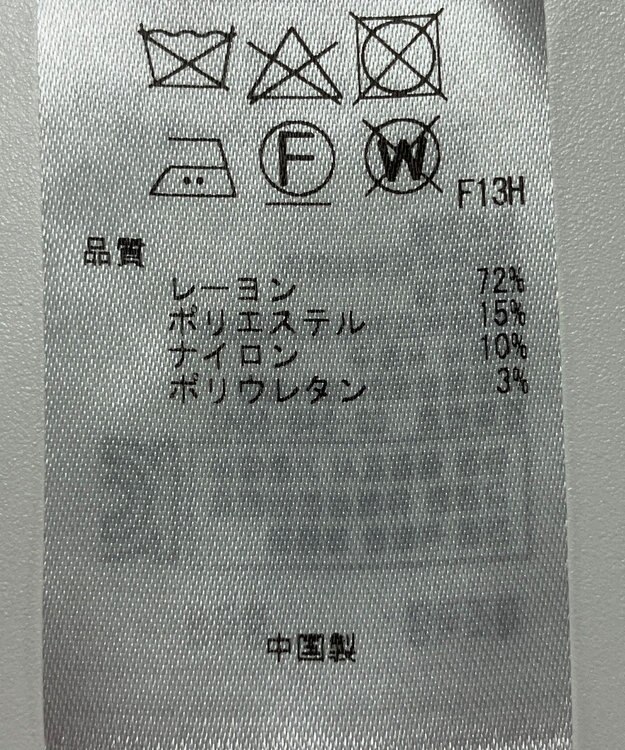 F W F13H
品質
レーヨン 72%
ポリエステル 15%
ナイロン 10%
ポリウレタン 3%
中国製